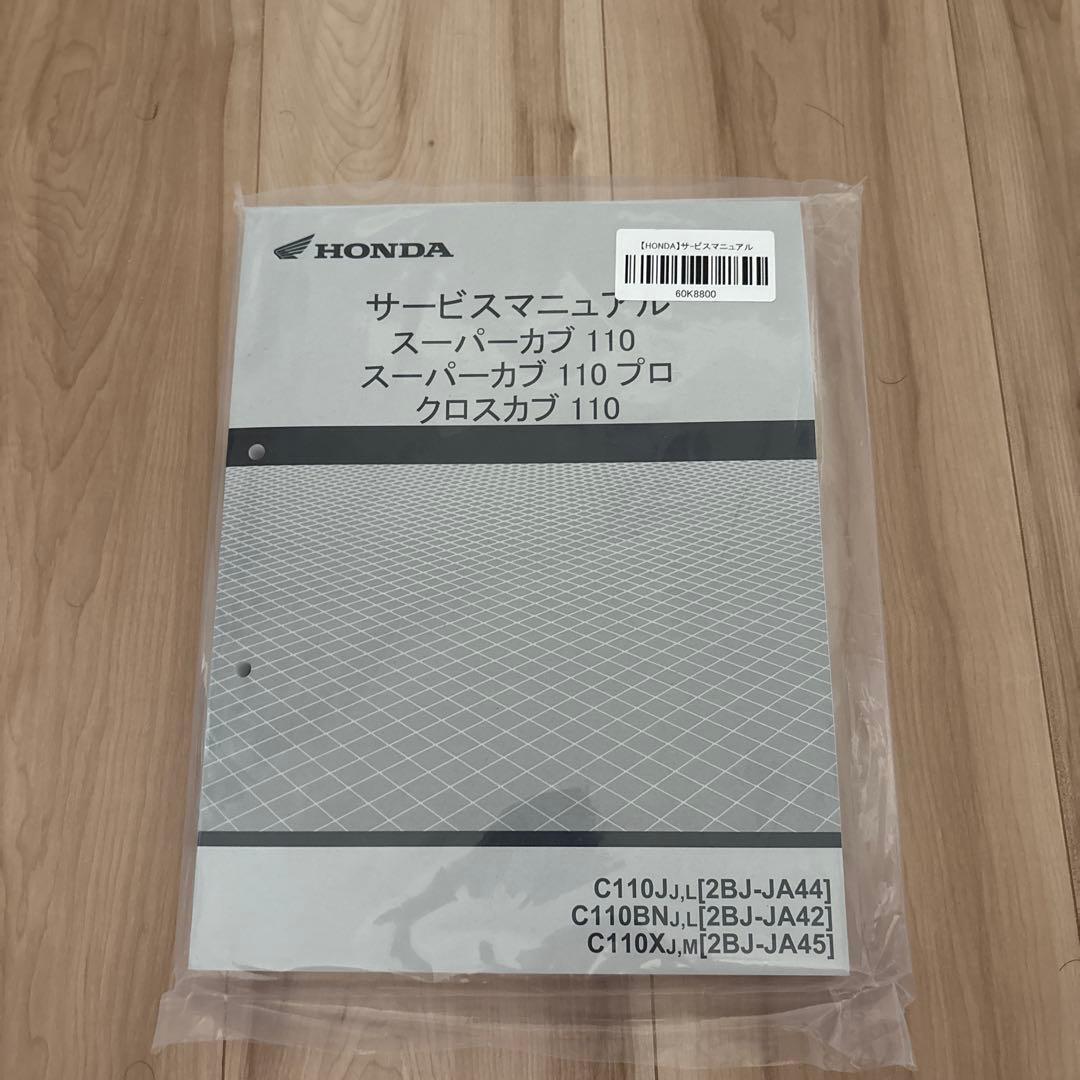 HONDA
【HONDA】サービスマニュアル
60K8800
サービスマニュアル
スーパーカブ 110
スーパーカブ 110 プロ
クロスカブ 110
C110JJ,L[2BJ-JA44]
C110BNJ,L[2BJ-JA42]
C110XJ,M[2BJ-JA45]